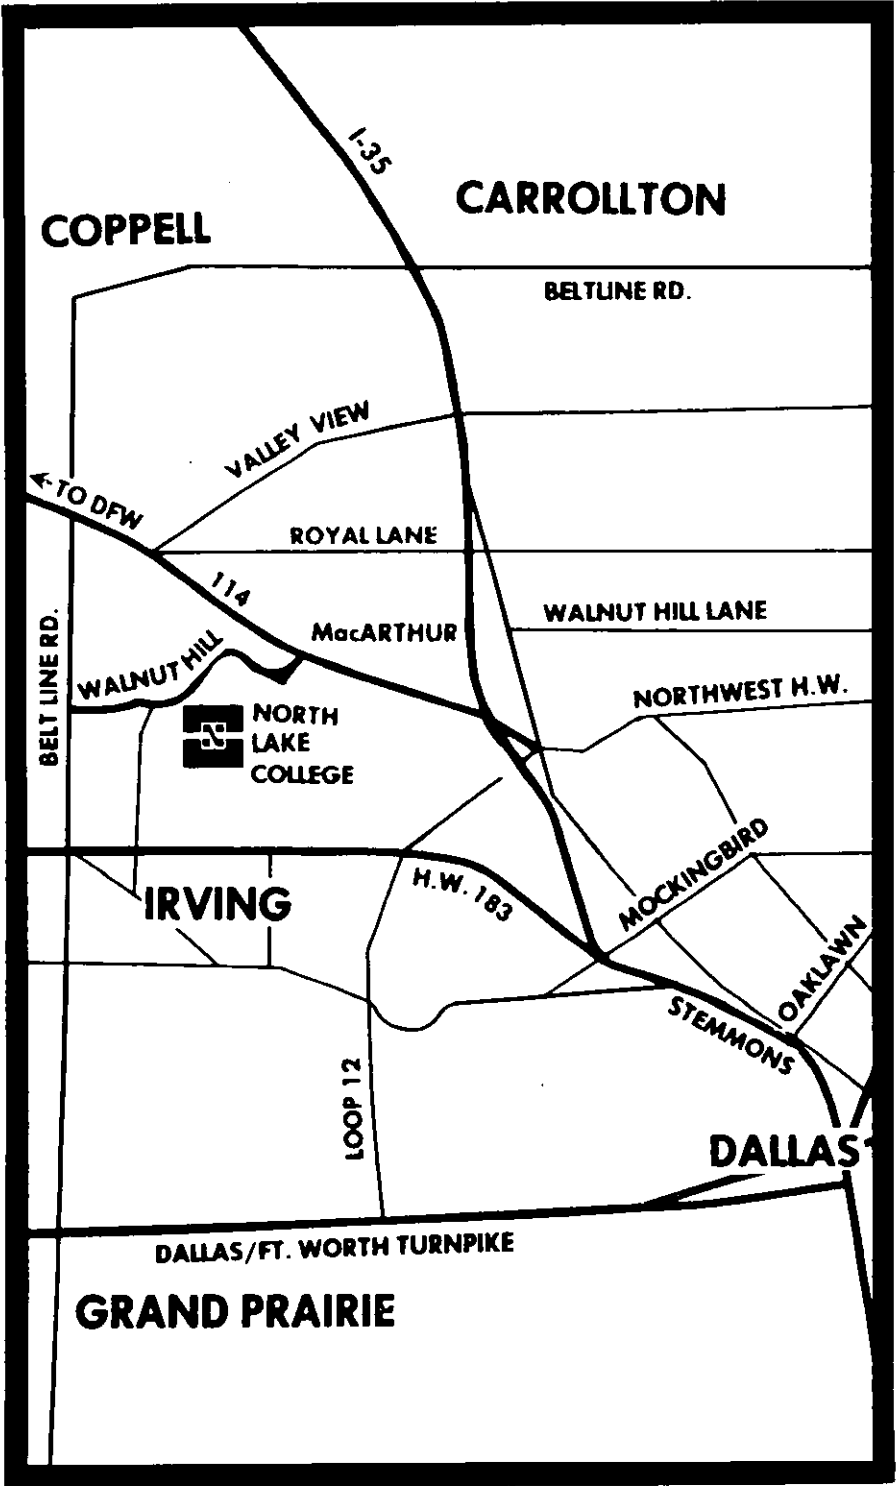 I-35
CARROLLTON
COPPELL
BELTLINE RD.
VALLEY VIEW
←TO DFW
ROYAL LANE
114
WALNUT HILL LANE
MacARTHUR
BELT LINE RD.
WALNUT HILL
NORTHWEST H.W.
N
NORTH
LAKE
COLLEGE
MOCKINGBIRD
H.W. 183
IRVING
OAKLAWN
STEMMONS
LOOP 12
DALLAS
DALLAS/FT. WORTH TURNPIKE
GRAND PRAIRIE